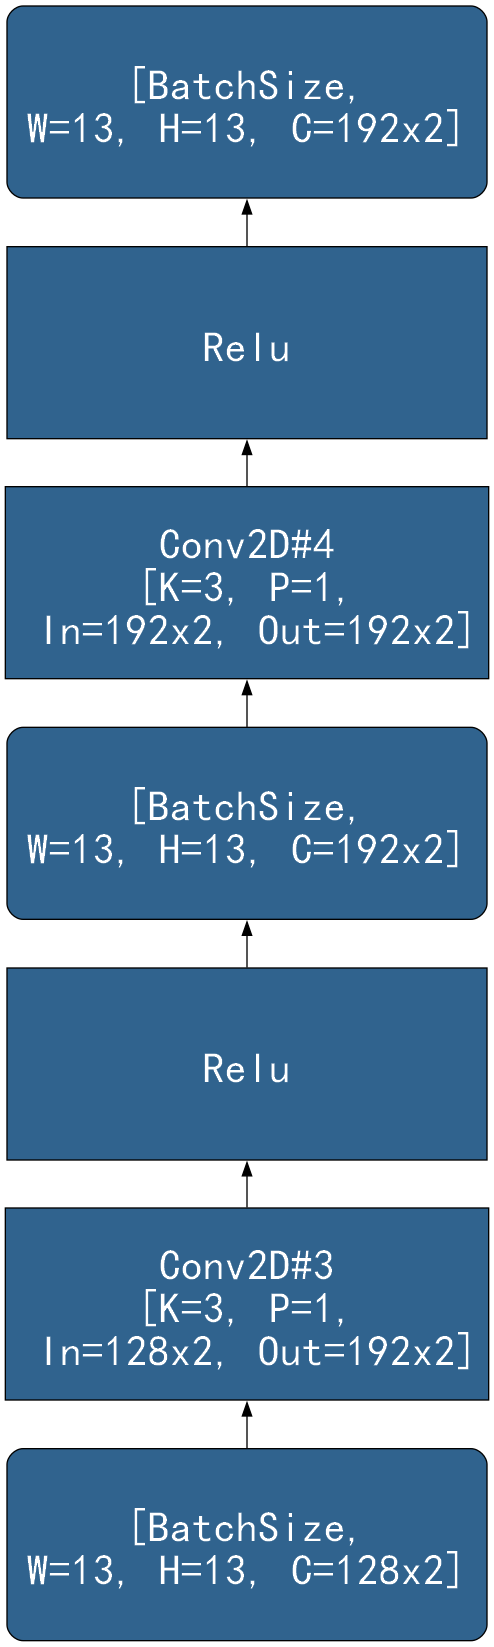 [BatchSize,
W=13, H=13, C=192x2]
Relu
Conv2D#4
[K=3, P=1,
In=192x2, Out=192x2]
[BatchSize,
W=13, H=13, C=192x2]
Relu
Conv2D#3
[K=3, P=1,
In=128x2, Out=192x2]
[BatchSize,
W=13, H=13, C=128x2]